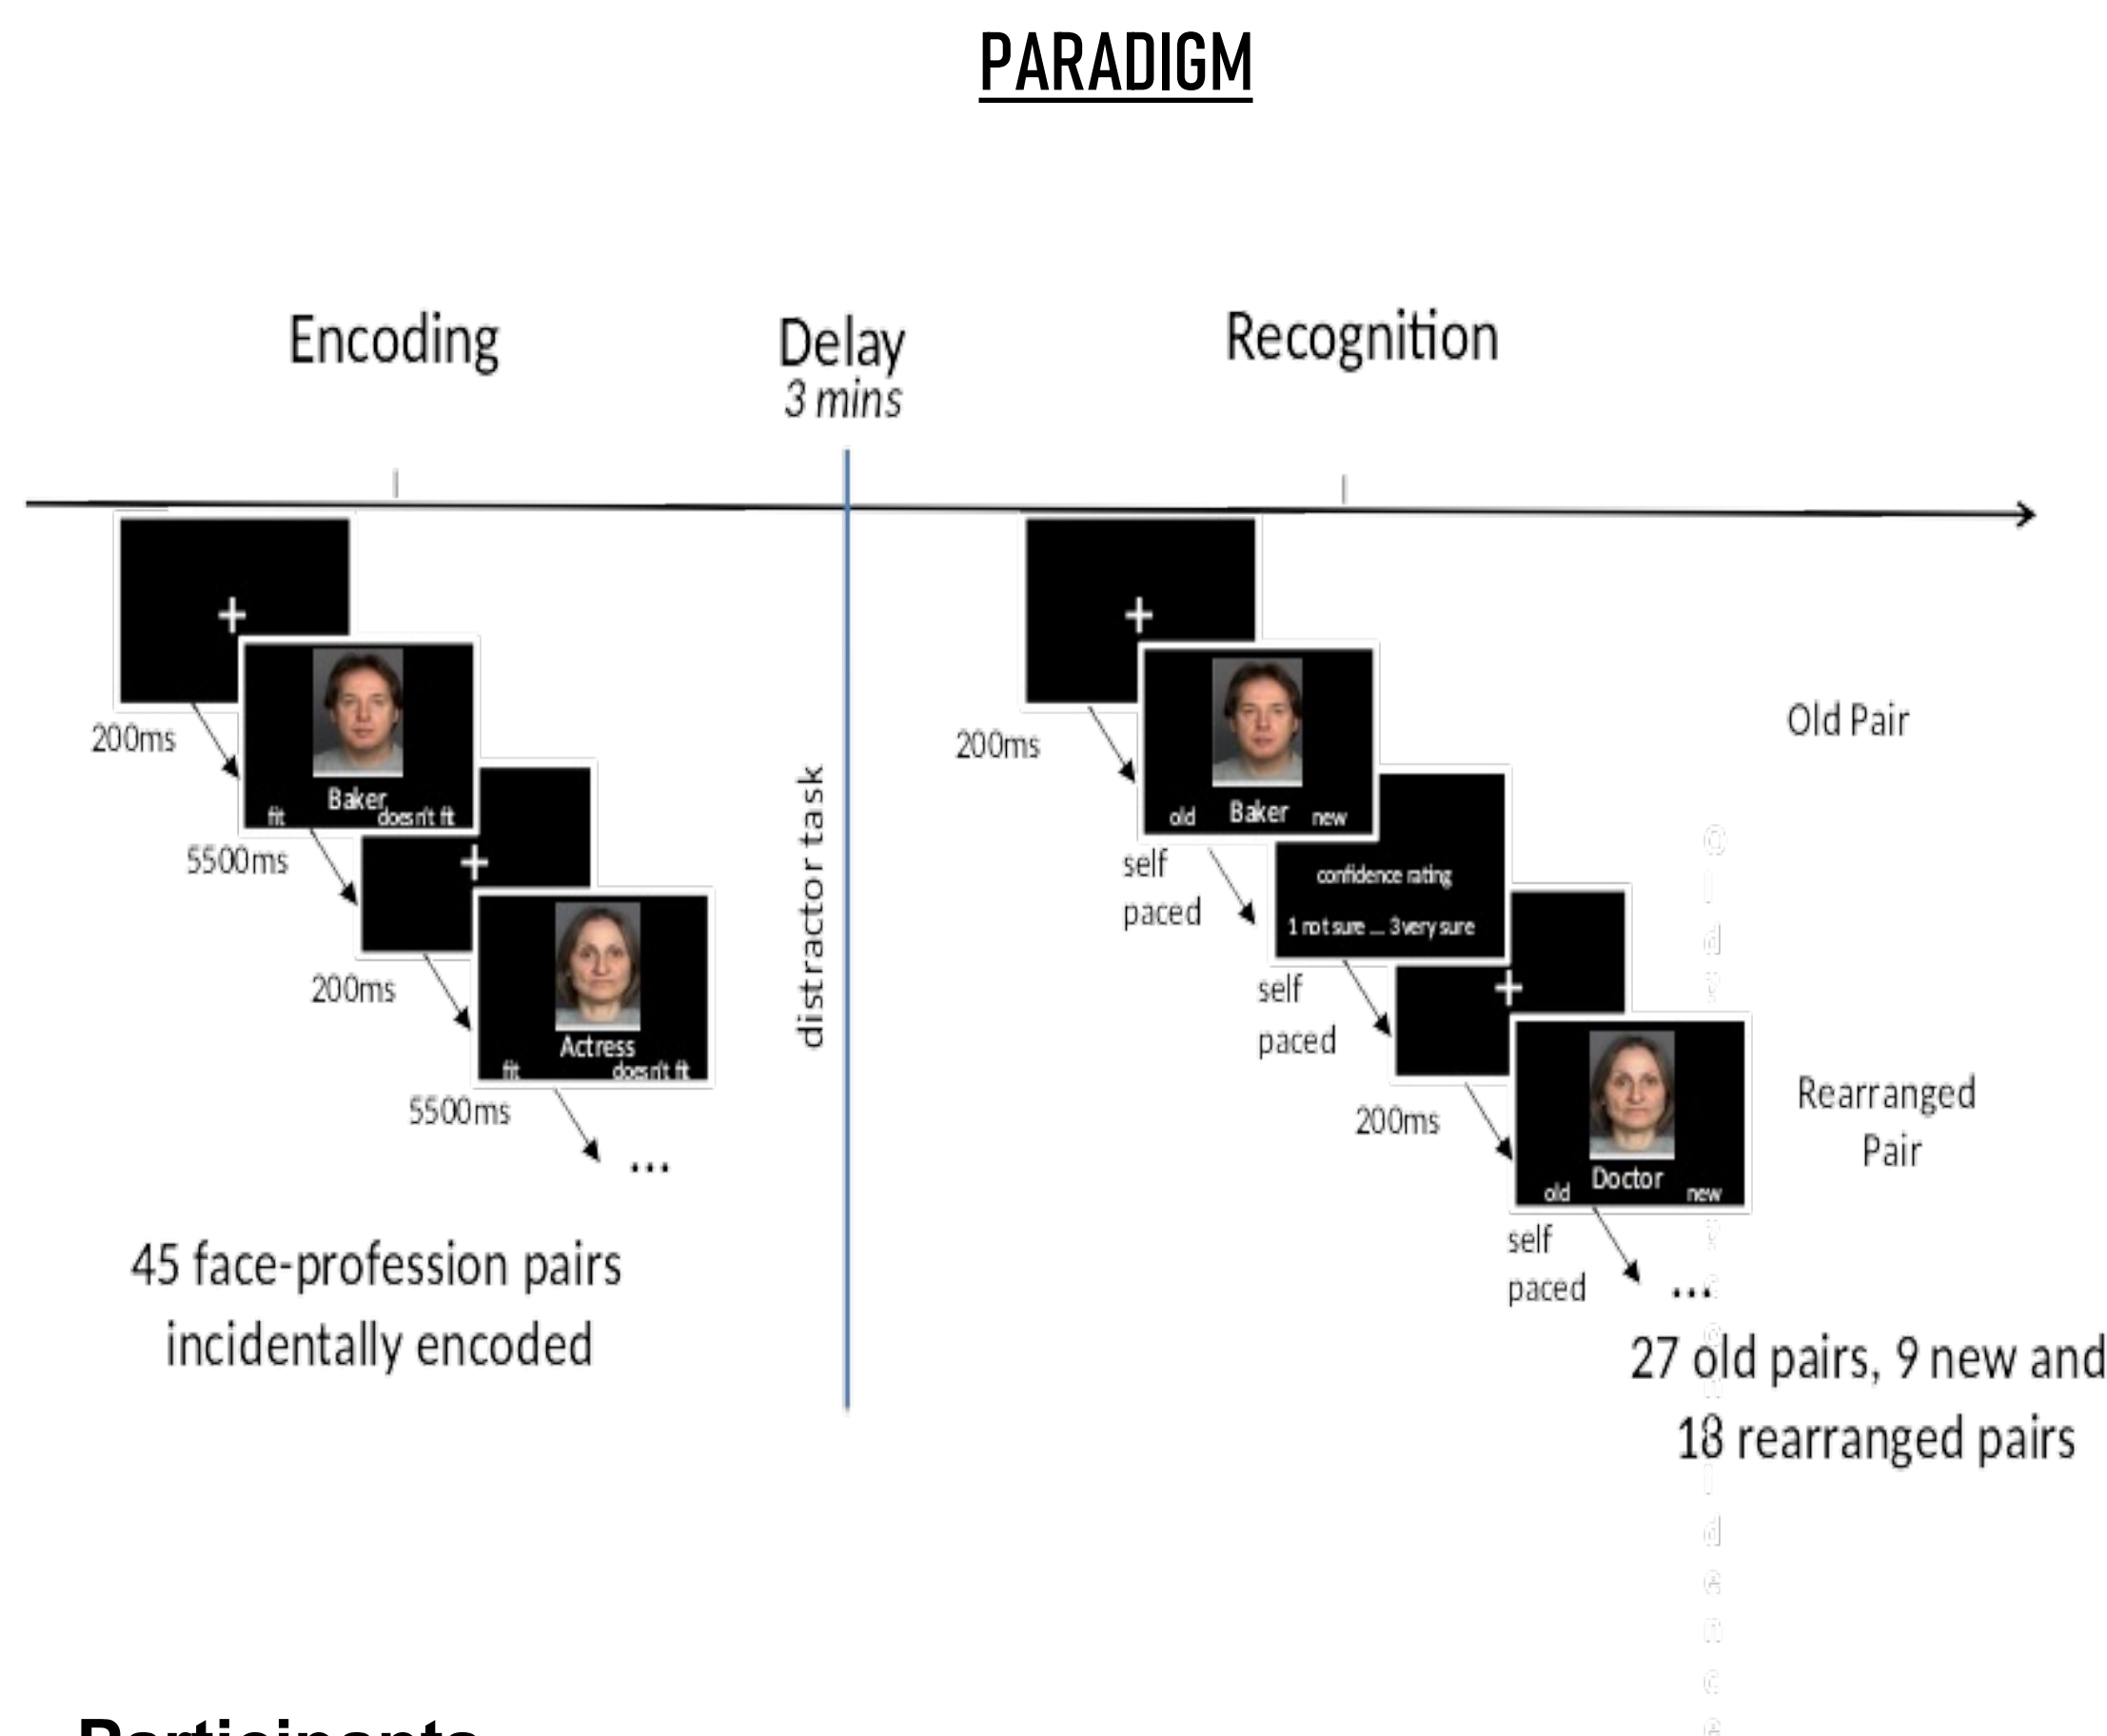 PARADIGM
Encoding
Delay
3 mins
Recognition
200ms
Baker
fit
doesn't fit
5500ms
200ms
Actress
fit
doesn't fit
5500ms
...
45 face-profession pairs
incidentally encoded
distractor task
200ms
old
Baker
new
self
paced
confidence rating
1 not sure .... 3 very sure
self
paced
200ms
Doctor
old
new
self
paced
...
Old Pair
Rearranged
Pair
27 old pairs, 9 new and
18 rearranged pairs
Participants